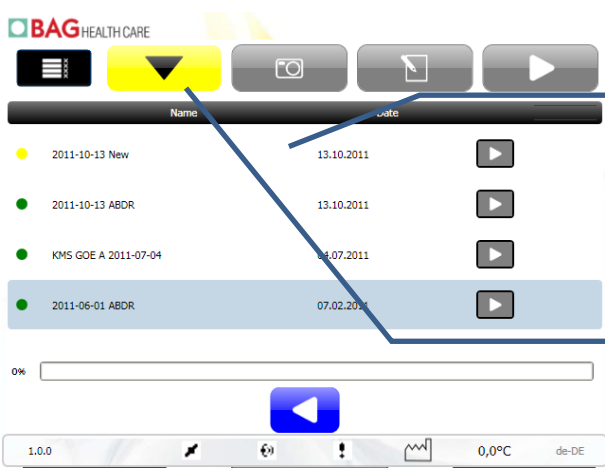 BAG HEALTH CARE
Name Date
2011-10-13 New 13.10.2011
2011-10-13 ABDR 13.10.2011
KMS GOE A 2011-07-04 04.07.2011
2011-06-01 ABDR 07.02.2011
0%
1.0.0 0,0°C de-DE